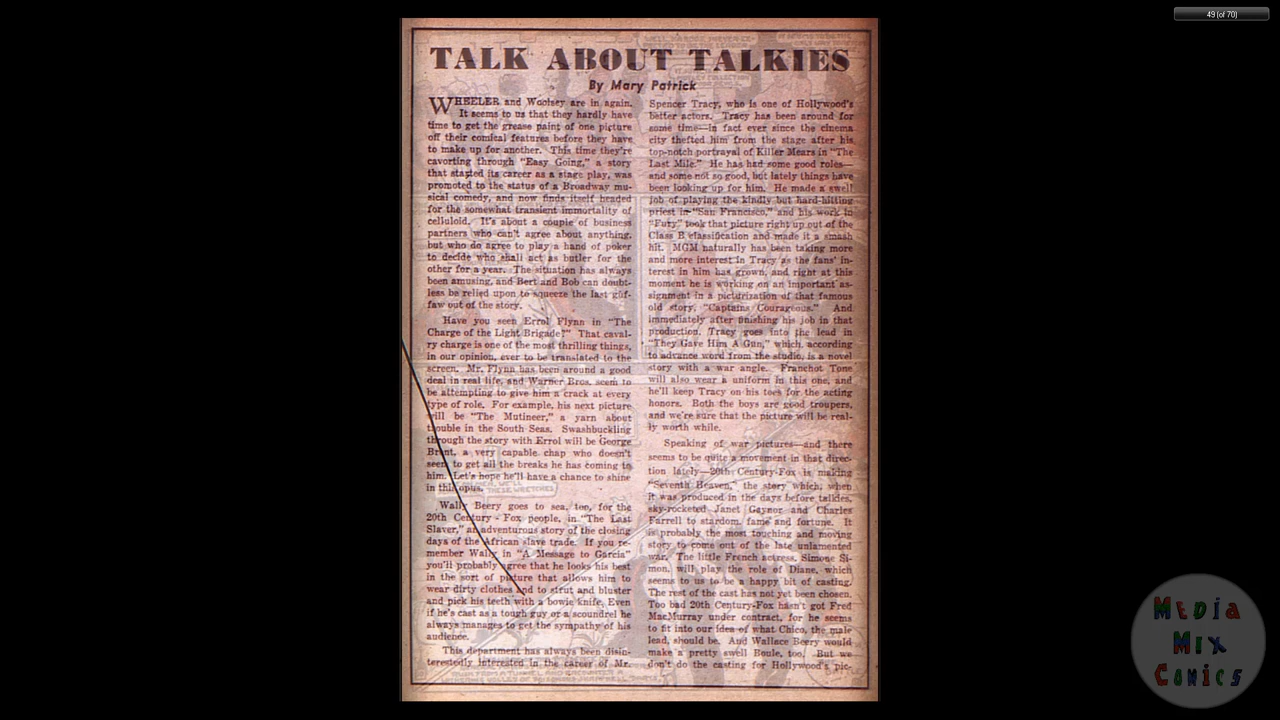 49 (of 70)
TALK ABOUT TALKIES
By Mary Patrick
WHEELER and Woolsey are in again.
It seems to us that they hardly have
time to get the grease paint of one picture
off their comical features before they have
to make up for another. This time they're
cavorting through "Easy Going," a story
that started its career as a stage play, was
promoted to the status of a Broadway mu-
sical comedy, and now finds itself headed
for the somewhat transient immortality of
celluloid. It's about a couple of business
partners who can't agree about anything,
but who do agree to play a hand of poker
to decide who shall act as butler for the
other for a year. The situation has always
been amusing, and Bert and Bob can doubt-
less be relied upon to squeeze the last guf-
faw out of the story.
Have you seen Errol Flynn in "The
Charge of the Light Brigade?" That caval-
ry charge is one of the most thrilling things,
in our opinion, ever to be translated to the
screen. Mr. Flynn has been around a good
deal in real life, and Warner Bros. seem to
be attempting to give him a crack at every
type of role. For example, his next picture
will be "The Mutineer," a yarn about
trouble in the South Seas. Swashbuckling
through the story with Errol will be George
Brent, a very capable chap who doesn't
seem to get all the breaks he has coming to
him. Let's hope he'll have a chance to shine
in this opus.
Wally Beery goes to sea, too, for the
20th Century - Fox people, in "The Last
Slaver," an adventurous story of the closing
days of the African slave trade. If you re-
member Wally in "A Message to Garcia"
you'll probably agree that he looks his best
in the sort of picture that allows him to
wear dirty clothes and to strut and bluster
and pick his teeth with a bowie knife. Even
if he's cast as a tough guy or a scoundrel he
always manages to get the sympathy of his
audience.
This department has always been disin-
terestedly interested in the career of Mr.
Spencer Tracy, who is one of Hollywood's
better actors. Tracy has been around for
some time—in fact ever since the cinema
city thefted him from the stage after his
top-notch portrayal of Killer Mears in "The
Last Mile." He has had some good roles—
and some not so good, but lately things have
been looking up for him. He made a swell
job of playing the kindly but hard-hitting
priest in "San Francisco," and his work in
"Fury" took that picture right up out of the
Class B classification and made it a smash
hit. MGM naturally has been taking more
and more interest in Tracy as the fans' in-
terest in him has grown, and right at this
moment he is working on an important as-
signment in a picturization of that famous
old story, "Captains Courageous." And
immediately after finishing his job in that
production, Tracy goes into the lead in
"They Gave Him A Gun," which, according
to advance word from the studio, is a novel
story with a war angle. Franchot Tone
will also wear a uniform in this one, and
he'll keep Tracy on his toes for the acting
honors. Both the boys are good troupers,
and we're sure that the picture will be real-
ly worth while.
Speaking of war pictures—and there
seems to be quite a movement in that direc-
tion lately—20th Century-Fox is making
"Seventh Heaven," the story which, when
it was produced in the days before talkies,
sky-rocketed Janet Gaynor and Charles
Farrell to stardom, fame and fortune. It
is probably the most touching and moving
story to come out of the late unlamented
war. The little French actress, Simone Si-
mon, will play the role of Diane, which
seems to us to be a happy bit of casting.
The rest of the cast has not yet been chosen.
Too bad 20th Century-Fox hasn't got Fred
MacMurray under contract, for he seems
to fit into our idea of what Chico, the male
lead, should be. And Wallace Beery would
make a pretty swell Boule, too. But we
don't do the casting for Hollywood's pic-
MEDIA
MIX
COMICS